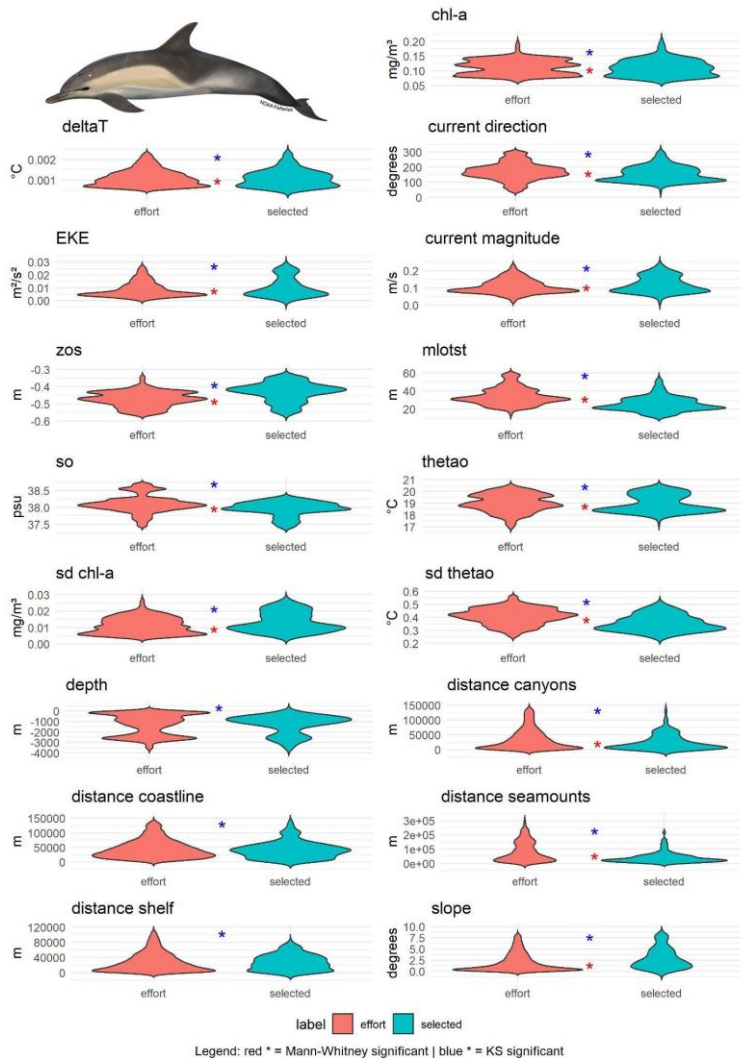 chl-a
mg/m³
0.20
0.15
0.10
0.05
effort selected
NOAA Fisheries
deltaT
°C
0.002
0.001
effort selected
current direction
degrees
300
200
100
0
effort selected
EKE
m²/s²
0.03
0.02
0.01
0.00
effort selected
current magnitude
m/s
0.2
0.1
0.0
effort selected
zos
m
-0.3
-0.4
-0.5
-0.6
effort selected
mlotst
m
60
40
20
effort selected
so
psu
38.5
38.0
37.5
effort selected
thetao
°C
21
20
19
18
17
effort selected
sd chl-a
mg/m³
0.03
0.02
0.01
0.00
effort selected
sd thetao
°C
0.6
0.5
0.4
0.3
0.2
effort selected
depth
m
0
-1000
-2000
-3000
-4000
effort selected
distance canyons
m
150000
100000
50000
0
effort selected
distance coastline
m
150000
100000
50000
0
effort selected
distance seamounts
m
3e+05
2e+05
1e+05
0e+00
effort selected
distance shelf
m
120000
80000
40000
0
effort selected
slope
degrees
10.0
7.5
5.0
2.5
0.0
effort selected
label effort selected
Legend: red * = Mann-Whitney significant | blue * = KS significant